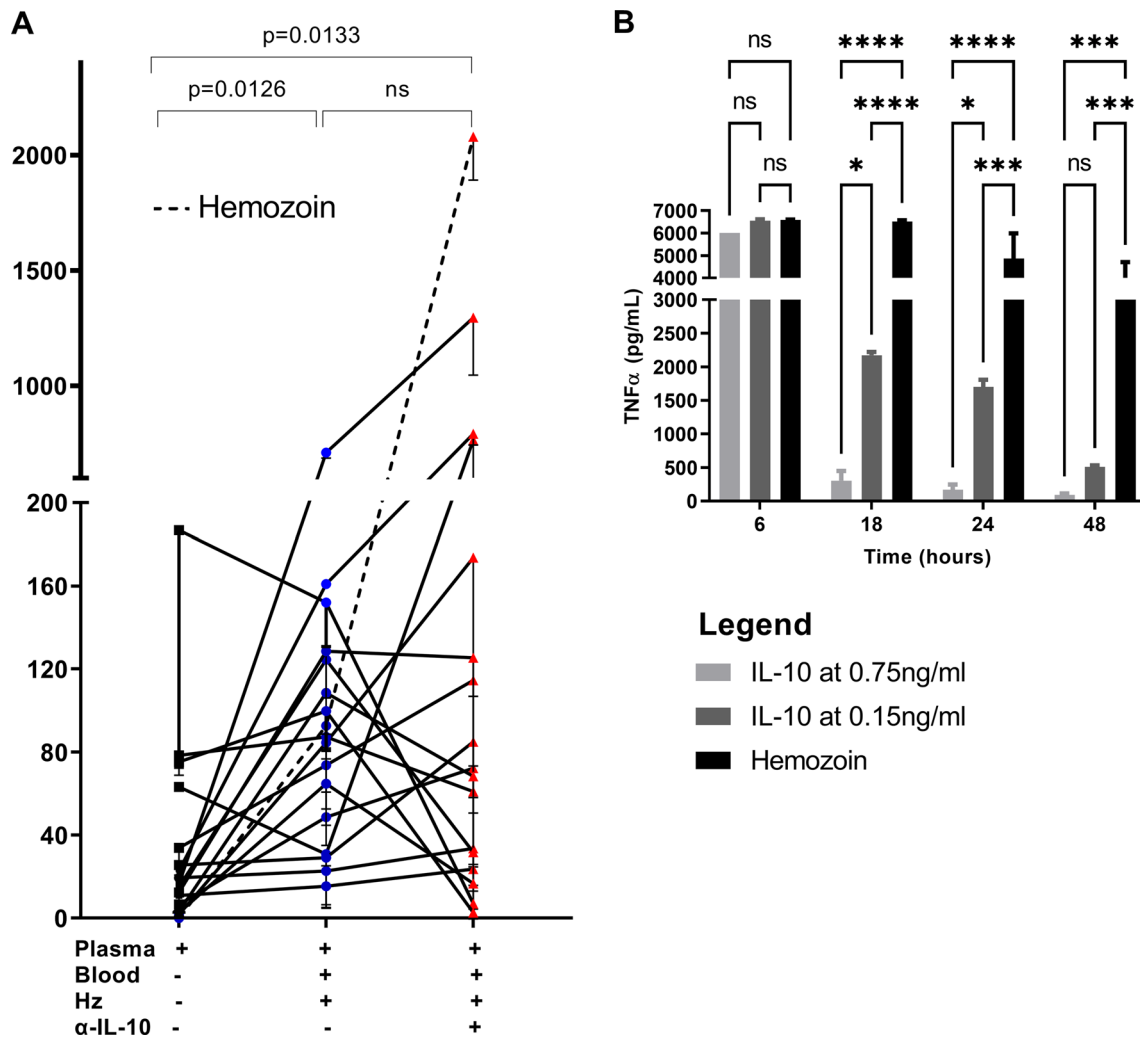 A
p=0.0133
p=0.0126
ns
2000
Hemozoin
1500
1000
200
160
120
80
40
0
Plasma + + +
Blood - + +
Hz - + +
α-IL-10 - - +
B
ns **** **** ***
ns **** * ***
ns * *** ns
7000
6000
5000
4000
3000
2500
2000
1500
1000
500
0
TNFα (pg/mL)
6 18 24 48
Time (hours)
Legend
IL-10 at 0.75ng/ml
IL-10 at 0.15ng/ml
Hemozoin